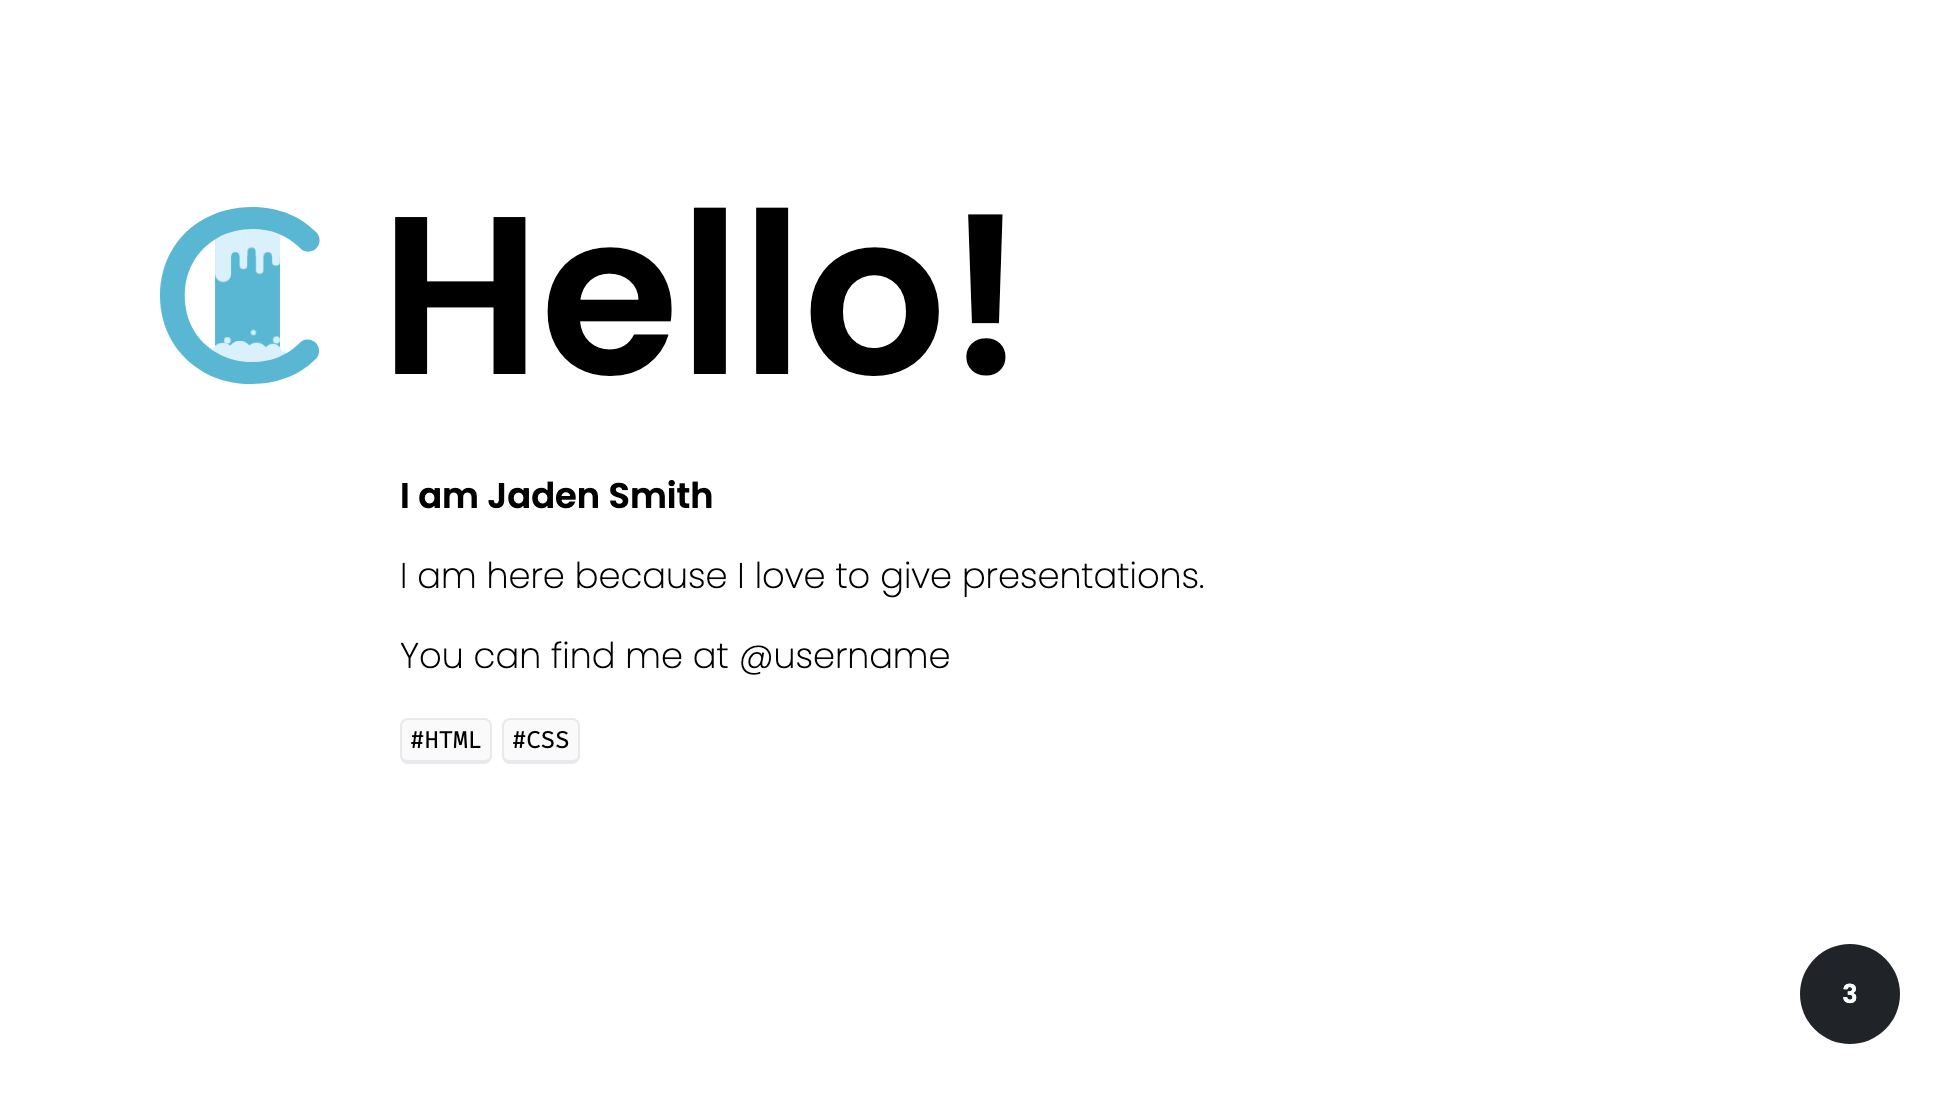 Hello!
I am Jaden Smith
I am here because I love to give presentations.
You can find me at @username
#HTML #CSS
3